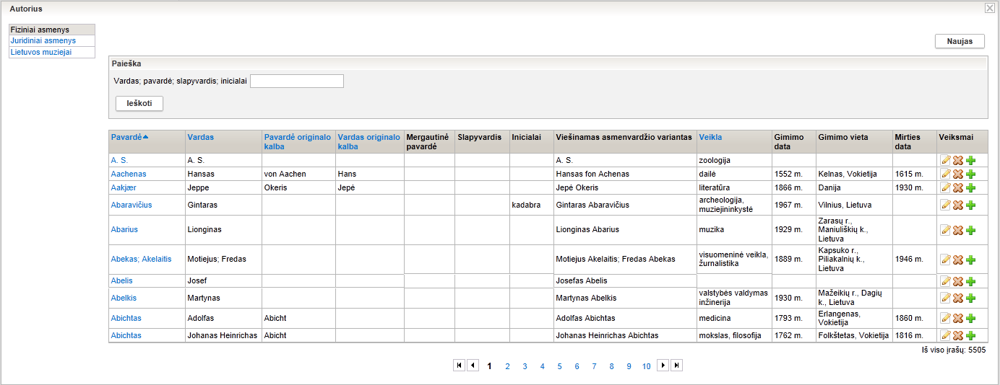 Autorius
Fiziniai asmenys
Juridiniai asmenys
Lietuvos muziejai
Naujas
Paieška
Vardas; pavardė; slapyvardis; inicialai
Ieškoti
Pavardė Vardas Pavardė originalo kalba Vardas originalo kalba Mergautinė pavardė Slapyvardis Inicialai Viešinamas asmenvardžio variantas Veikla Gimimo data Gimimo vieta Mirties data Veiksmai
A. S. A. S. A. S. zoologija
Aachenas Hansas von Aachen Hans Hansas fon Achenas dailė 1552 m. Kelnas, Vokietija 1615 m.
Aakjær Jeppe Okeris Jepė Jepė Okeris literatūra 1866 m. Danija 1930 m.
Abaravičius Gintaras kadabra Gintaras Abaravičius archeologija, muziejininkystė 1967 m. Vilnius, Lietuva
Abarius Lionginas Lionginas Abarius muzika 1929 m. Zarasų r., Maniuliškių k., Lietuva
Abekas; Akelaitis Motiejus; Fredas Motiejus Akelaitis; Fredas Abekas visuomeninė veikla, žurnalistika 1889 m. Kapsuko r., Piliakalnių k., Lietuva 1946 m.
Abelis Josef Josefas Abelis
Abelkis Martynas Martynas Abelkis valstybės valdymas inžinerija 1930 m. Mažeikių r., Dagių k., Lietuva
Abichtas Adolfas Abicht Adolfas Abichtas medicina 1793 m. Erlangenas, Vokietija 1860 m.
Abichtas Johanas Heinrichas Abicht Johanas Heinrichas Abichtas mokslas, filosofija 1762 m. Folkštetas, Vokietija 1816 m.
Iš viso įrašų: 5505
1 2 3 4 5 6 7 8 9 10